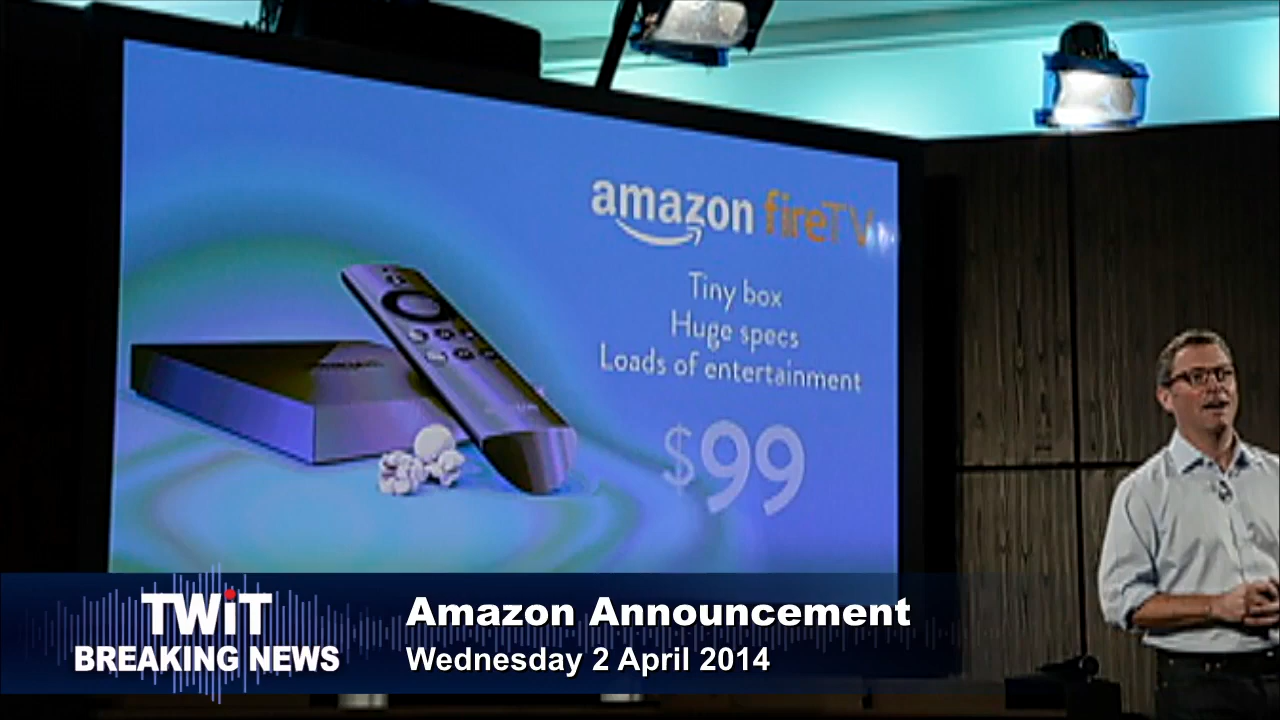 amazon fireTV
Tiny box
Huge specs
Loads of entertainment
$99
TWiT
BREAKING NEWS
Amazon Announcement
Wednesday 2 April 2014